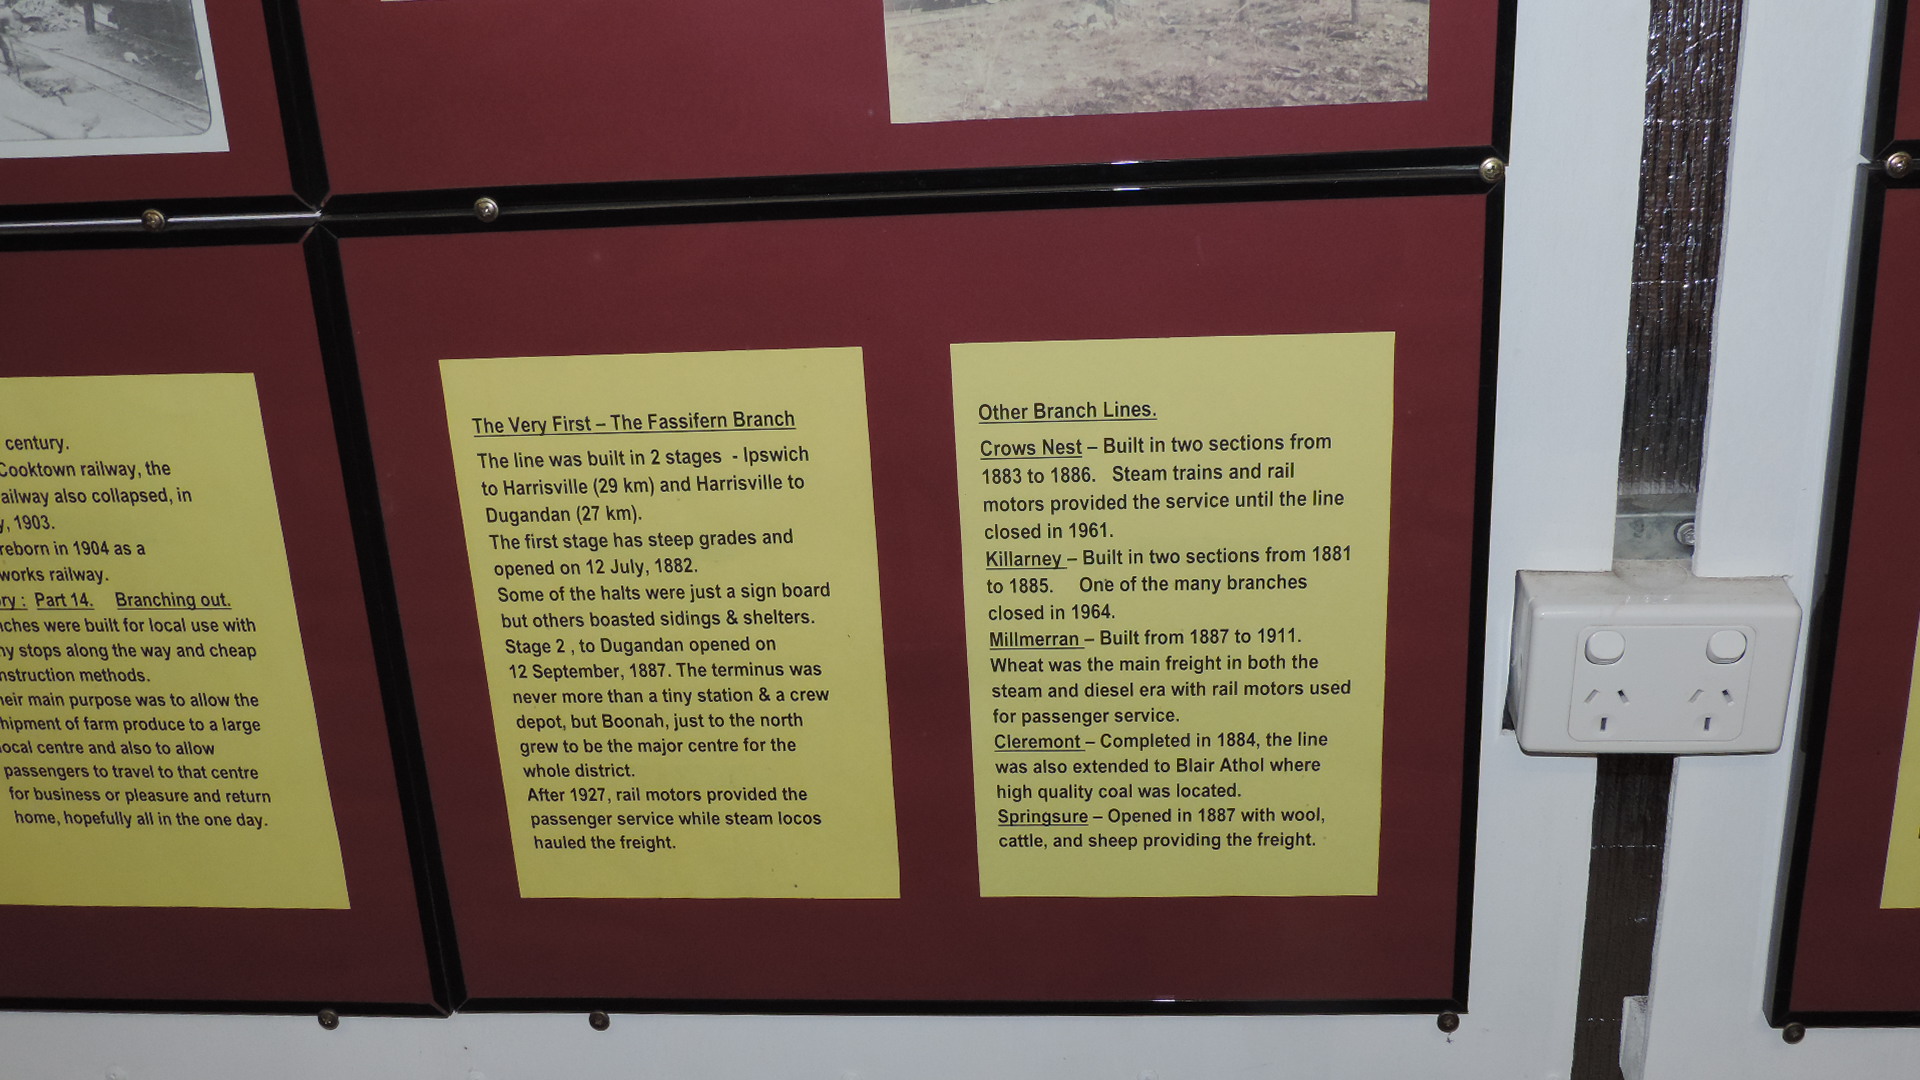 century.
Cooktown railway, the
ailway also collapsed, in
y, 1903.
reborn in 1904 as a
works railway.
ory : Part 14. Branching out.
nches were built for local use with
ny stops along the way and cheap
nstruction methods.
heir main purpose was to allow the
hipment of farm produce to a large
ocal centre and also to allow
passengers to travel to that centre
for business or pleasure and return
home, hopefully all in the one day.
The Very First – The Fassifern Branch
The line was built in 2 stages - Ipswich
to Harrisville (29 km) and Harrisville to
Dugandan (27 km).
The first stage has steep grades and
opened on 12 July, 1882.
Some of the halts were just a sign board
but others boasted sidings & shelters.
Stage 2 , to Dugandan opened on
12 September, 1887. The terminus was
never more than a tiny station & a crew
depot, but Boonah, just to the north
grew to be the major centre for the
whole district.
After 1927, rail motors provided the
passenger service while steam locos
hauled the freight.
Other Branch Lines.
Crows Nest – Built in two sections from
1883 to 1886. Steam trains and rail
motors provided the service until the line
closed in 1961.
Killarney – Built in two sections from 1881
to 1885. One of the many branches
closed in 1964.
Millmerran – Built from 1887 to 1911.
Wheat was the main freight in both the
steam and diesel era with rail motors used
for passenger service.
Cleremont – Completed in 1884, the line
was also extended to Blair Athol where
high quality coal was located.
Springsure – Opened in 1887 with wool,
cattle, and sheep providing the freight.